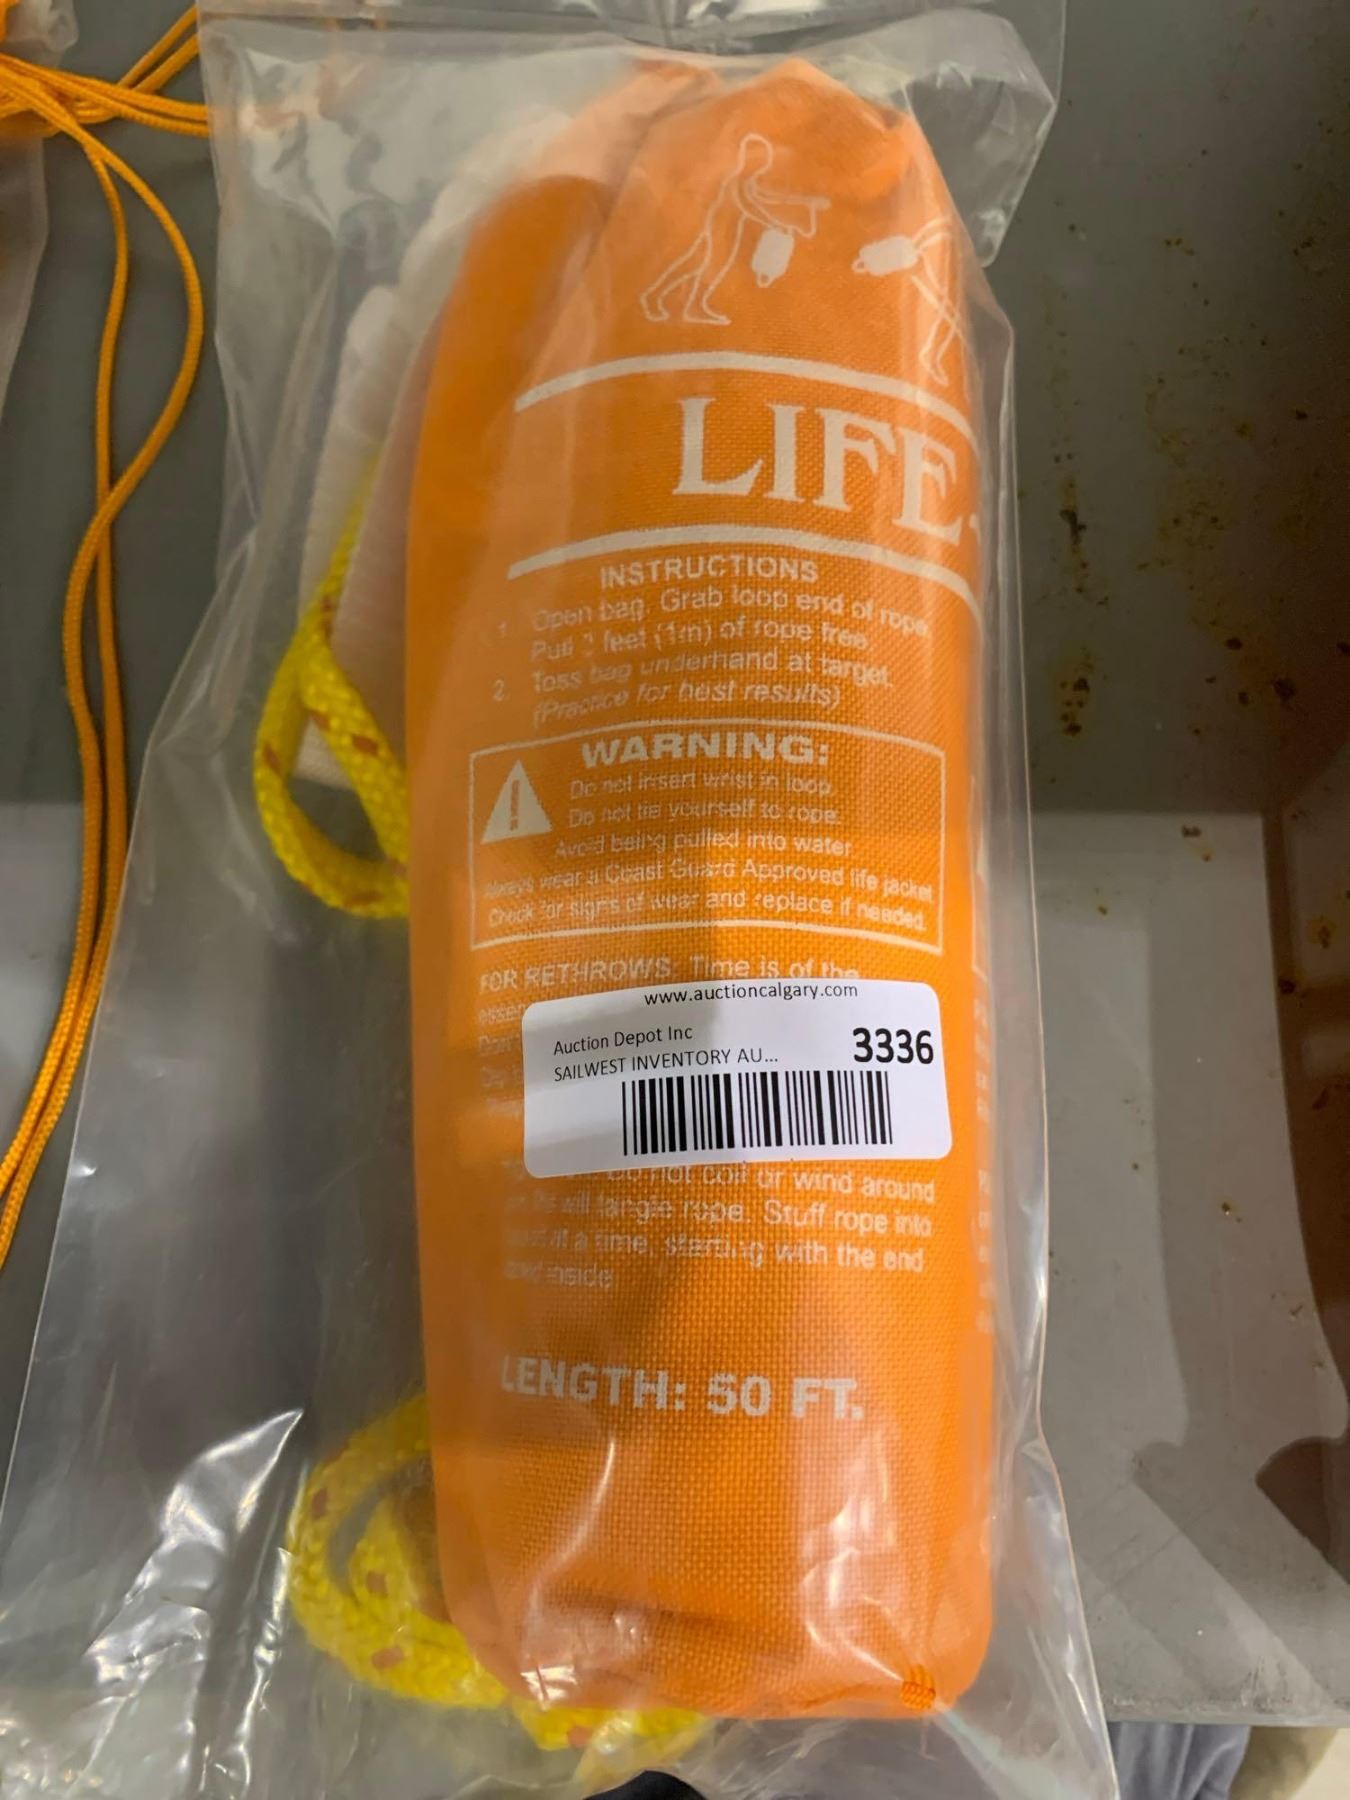 LIFE-
INSTRUCTIONS
1. Open bag. Grab loop end of rope.
Pull feet (1m) of rope free.
2. Toss bag underhand at target.
(Practice for best results)
WARNING:
Do not insert wrist in loop.
Do not tie yourself to rope.
Avoid being pulled into water.
Always wear a Coast Guard Approved life jacket.
Check for signs of wear and replace if needed.
FOR RETHROWS: Time is of the
essen
Don't
www.auctioncalgary.com
Auction Depot Inc
3336
SAILWEST INVENTORY AU...
not coil or wind around
will tangle rope. Stuff rope into
at a time, starting with the end
inside
LENGTH: 50 FT.